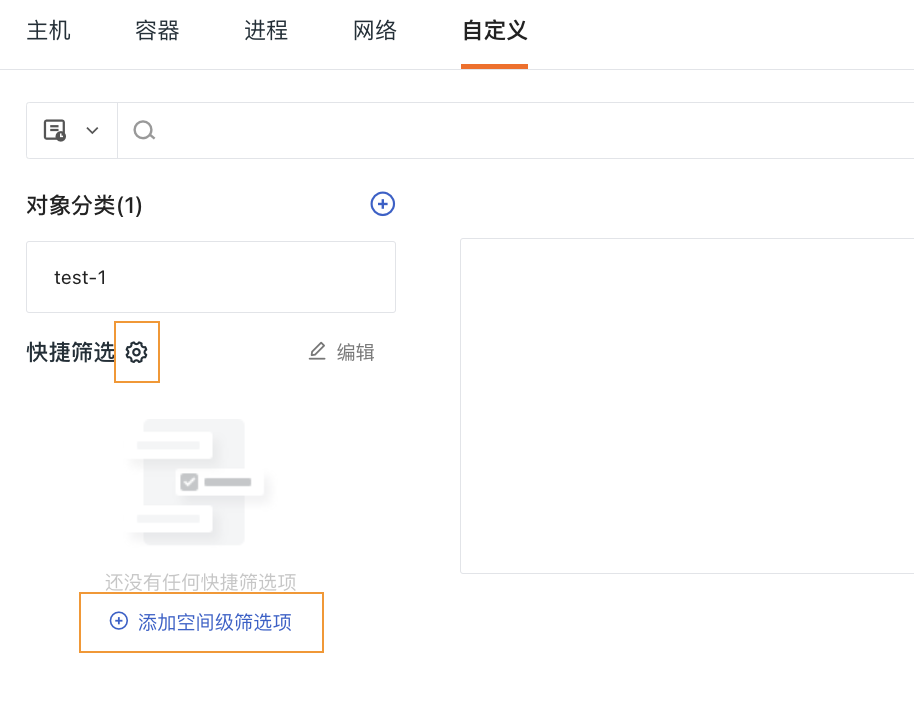 主机 容器 进程 网络 自定义
对象分类(1)
test-1
快捷筛选 编辑
还没有任何快捷筛选项
添加空间级筛选项